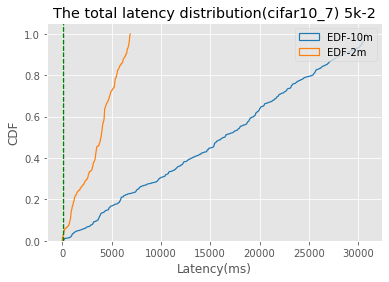 The total latency distribution(cifar10_7) 5k-2
EDF-10m
EDF-2m
CDF
1.0
0.8
0.6
0.4
0.2
0.0
0 5000 10000 15000 20000 25000 30000
Latency(ms)